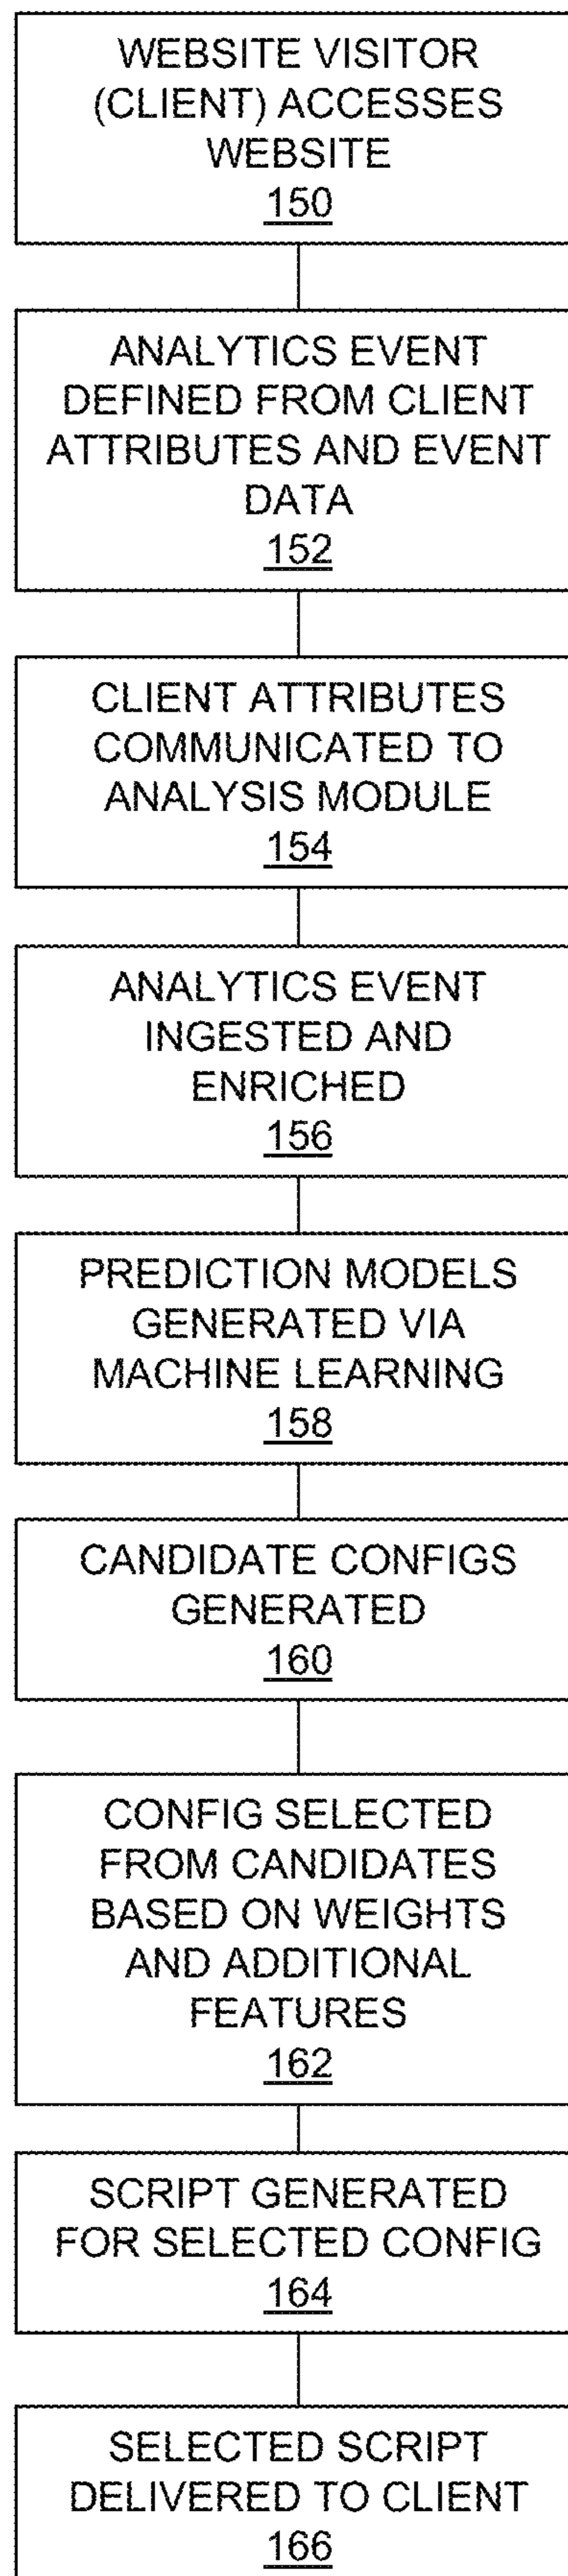 WEBSITE VISITOR
(CLIENT) ACCESSES
WEBSITE
150
ANALYTICS EVENT
DEFINED FROM CLIENT
ATTRIBUTES AND EVENT
DATA
152
CLIENT ATTRIBUTES
COMMUNICATED TO
ANALYSIS MODULE
154
ANALYTICS EVENT
INGESTED AND
ENRICHED
156
PREDICTION MODELS
GENERATED VIA
MACHINE LEARNING
158
CANDIDATE CONFIGS
GENERATED
160
CONFIG SELECTED
FROM CANDIDATES
BASED ON WEIGHTS
AND ADDITIONAL
FEATURES
162
SCRIPT GENERATED
FOR SELECTED CONFIG
164
SELECTED SCRIPT
DELIVERED TO CLIENT
166